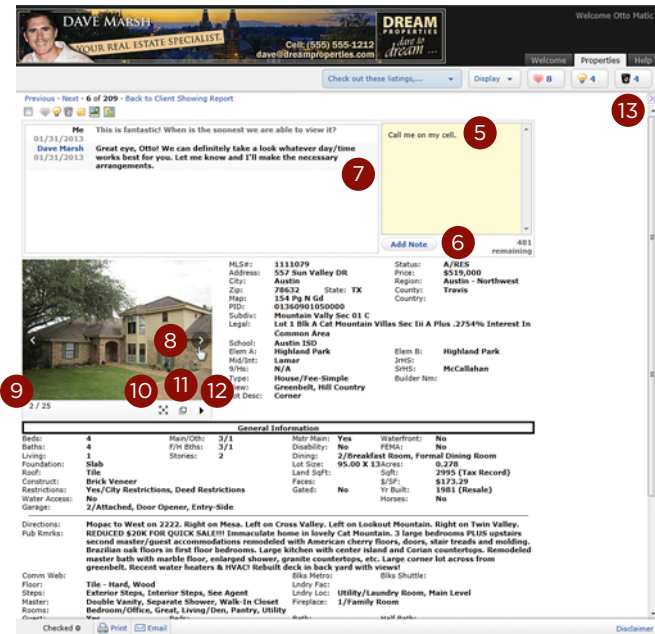 DAVE MARSH
YOUR REAL ESTATE SPECIALIST.
Cell: (555) 555-1212
dave@dreamproperties.com
DREAM
PROPERTIES
dare to
dream ...
Welcome Otto Matic
Welcome Properties Help
Check out these listings,.... Display 8 4 4
13
Previous · Next · 6 of 209 · Back to Client Showing Report
Me This is fantastic! When is the soonest we are able to view it?
01/31/2013
Dave Marsh Great eye, Otto! We can definitely take a look whatever day/time
01/31/2013 works best for you. Let me know and I'll make the necessary
arrangements.
7
Call me on my cell. 5
Add Note 6 481
remaining
MLS#: 1111079 Status: A/RES
Address: 557 Sun Valley DR Price: $519,000
City: Austin Region: Austin - Northwest
Zip: 78632 State: TX County: Travis
Map: 154 Pg N Gd Country:
PID: 01360901050000
Subdiv: Mountain Vally Sec 01 C
Legal: Lot 1 Blk A Cat Mountain Villas Sec Iii A Plus .2754% Interest In
Common Area
School: Austin ISD
Elem A: Highland Park Elem B: Highland Park
Mid/Int: Lamar JrHS:
9/Hs: N/A SrHS: McCallahan
Type: House/Fee-Simple Builder Nm:
View: Greenbelt, Hill Country
Lot Desc: Corner
8
9 10 11 12
2 / 25
General Information
Beds: 4 Main/Oth: 3/1 Mstr Main: Yes Waterfront: No
Baths: 4 F/H Bths: 3/1 Disability: No FEMA: No
Living: 1 Stories: 2 Dining: 2/Breakfast Room, Formal Dining Room
Foundation: Slab Lot Size: 95.00 X 13 Acres: 0.278
Roof: Tile Land Sqft: Sqft: 2995 (Tax Record)
Construct: Brick Veneer Faces: $/SF: $173.29
Restrictions: Yes/City Restrictions, Deed Restrictions Gated: No Yr Built: 1981 (Resale)
Water Access: No Horses: No
Garage: 2/Attached, Door Opener, Entry-Side
Directions: Mopac to West on 2222. Right on Mesa. Left on Cross Valley. Left on Lookout Mountain. Right on Twin Valley.
Pub Rmrks: REDUCED $20K FOR QUICK SALE!!! Immaculate home in lovely Cat Mountain. 3 large bedrooms PLUS upstairs
second master/guest accommodations remodeled with American cherry floors, doors, stair treads and molding.
Brazilian oak floors in first floor bedrooms. Large kitchen with center island and Corian countertops. Remodeled
master bath with marble floor, enlarged shower, granite countertops, etc. Large corner lot across from
greenbelt. Recent water heaters & HVAC! Rebuilt deck in back yard with views!
Comm Web: Blks Metro: Blks Shuttle:
Floor: Tile - Hard, Wood Lndry Fac:
Steps: Exterior Steps, Interior Steps, See Agent Lndry Loc: Utility/Laundry Room, Main Level
Master: Double Vanity, Separate Shower, Walk-In Closet Fireplace: 1/Family Room
Rooms: Bedroom/Office, Great, Living/Den, Pantry, Utility
Guest: Yes Beds: Bath: Half Bath:
Checked 0 Print Email Disclaimer